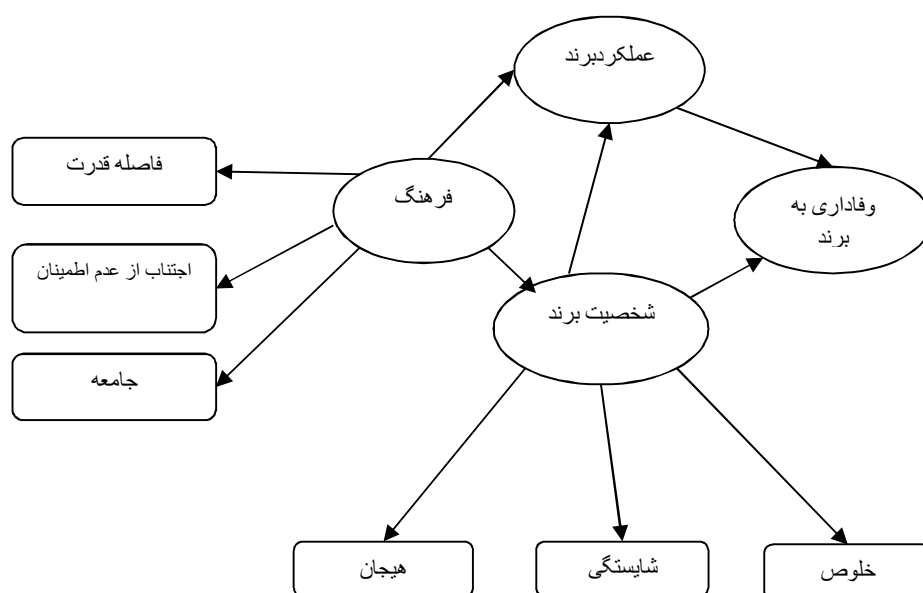 عملکردبرند
فاصله قدرت
فرهنگ
وفاداری به
برند
اجتناب از عدم اطمینان
شخصیت برند
جامعه
هیجان
شایستگی
خلوص